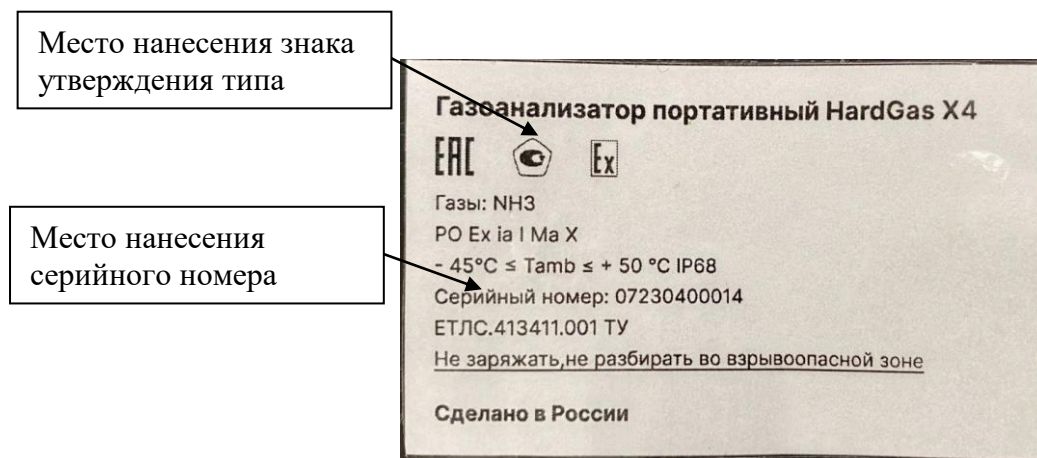 Место нанесения знака
утверждения типа
Газоанализатор портативный HardGas X4
EAC Ex
Газы: NH3
PO Ex ia I Ma X
- 45°C ≤ Tamb ≤ + 50 °C IP68
Место нанесения
серийного номера
Серийный номер: 07230400014
ЕТЛС.413411.001 ТУ
Не заряжать,не разбирать во взрывоопасной зоне
Сделано в России